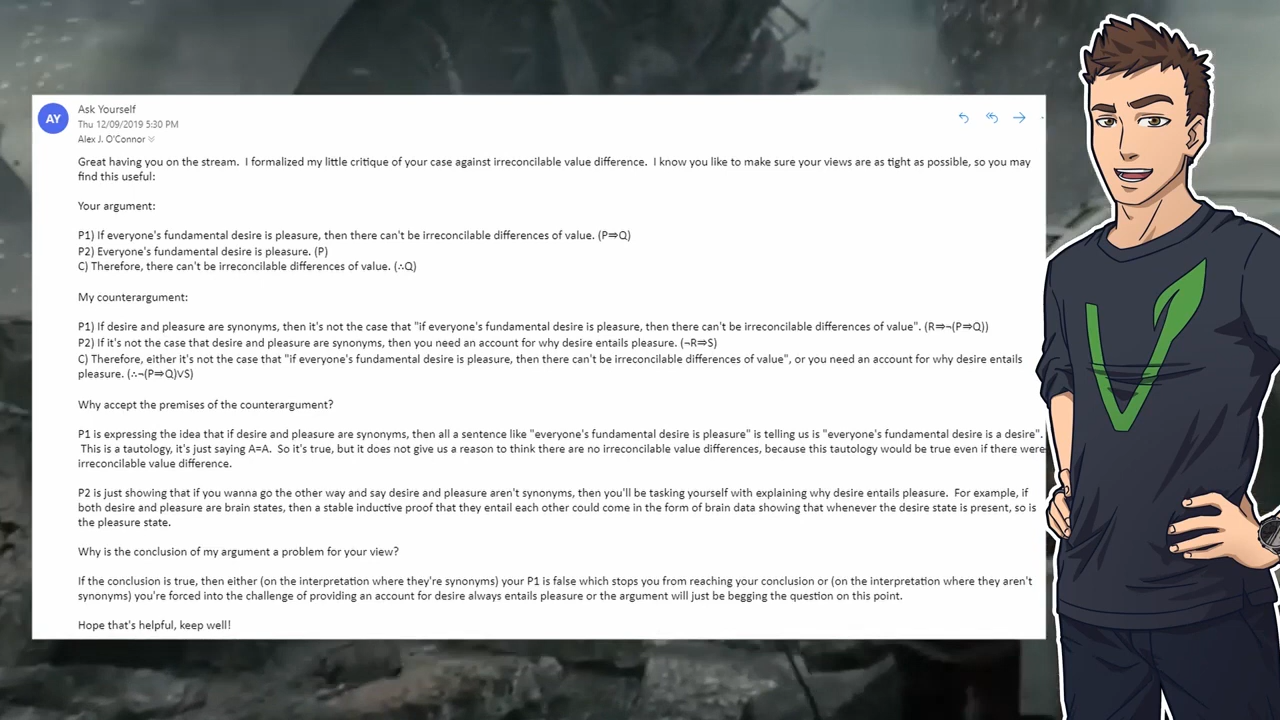 AY
Ask Yourself
Thu 12/09/2019 5:30 PM
Alex J. O'Connor
Great having you on the stream.  I formalized my little critique of your case against irreconcilable value difference.  I know you like to make sure your views are as tight as possible, so you may
find this useful:
Your argument:
P1) If everyone's fundamental desire is pleasure, then there can't be irreconcilable differences of value. (P⇒Q)
P2) Everyone's fundamental desire is pleasure. (P)
C) Therefore, there can't be irreconcilable differences of value. (∴Q)
My counterargument:
P1) If desire and pleasure are synonyms, then it's not the case that "if everyone's fundamental desire is pleasure, then there can't be irreconcilable differences of value". (R⇒¬(P⇒Q))
P2) If it's not the case that desire and pleasure are synonyms, then you need an account for why desire entails pleasure. (¬R⇒S)
C) Therefore, either it's not the case that "if everyone's fundamental desire is pleasure, then there can't be irreconcilable differences of value", or you need an account for why desire entails
pleasure. (∴¬(P⇒Q)∨S)
Why accept the premises of the counterargument?
P1 is expressing the idea that if desire and pleasure are synonyms, then all a sentence like "everyone's fundamental desire is pleasure" is telling us is "everyone's fundamental desire is a desire".
This is a tautology, it's just saying A=A.  So it's true, but it does not give us a reason to think there are no irreconcilable value differences, because this tautology would be true even if there were
irreconcilable value difference.
P2 is just showing that if you wanna go the other way and say desire and pleasure aren't synonyms, then you'll be tasking yourself with explaining why desire entails pleasure.  For example, if
both desire and pleasure are brain states, then a stable inductive proof that they entail each other could come in the form of brain data showing that whenever the desire state is present, so is
the pleasure state.
Why is the conclusion of my argument a problem for your view?
If the conclusion is true, then either (on the interpretation where they're synonyms) your P1 is false which stops you from reaching your conclusion or (on the interpretation where they aren't
synonyms) you're forced into the challenge of providing an account for desire always entails pleasure or the argument will just be begging the question on this point.
Hope that's helpful, keep well!